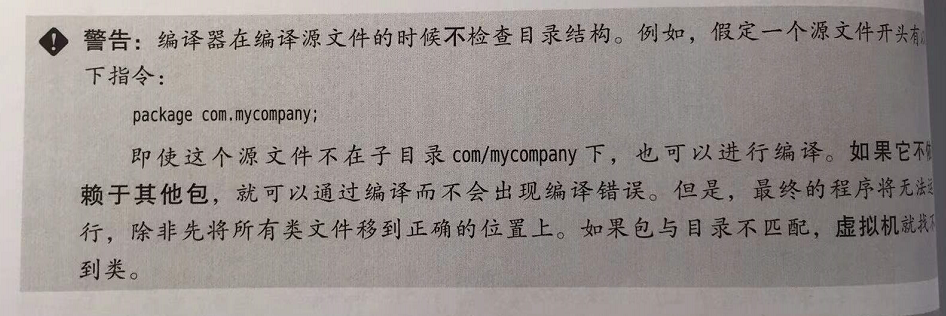 警告：编译器在编译源文件的时候不检查目录结构。例如，假定一个源文件开头有
下指令：
package com.mycompany;
即使这个源文件不在子目录 com/mycompany 下，也可以进行编译。如果它不依
赖于其他包，就可以通过编译而不会出现编译错误。但是，最终的程序将无法运
行，除非先将所有类文件移到正确的位置上。如果包与目录不匹配，虚拟机就找不
到类。